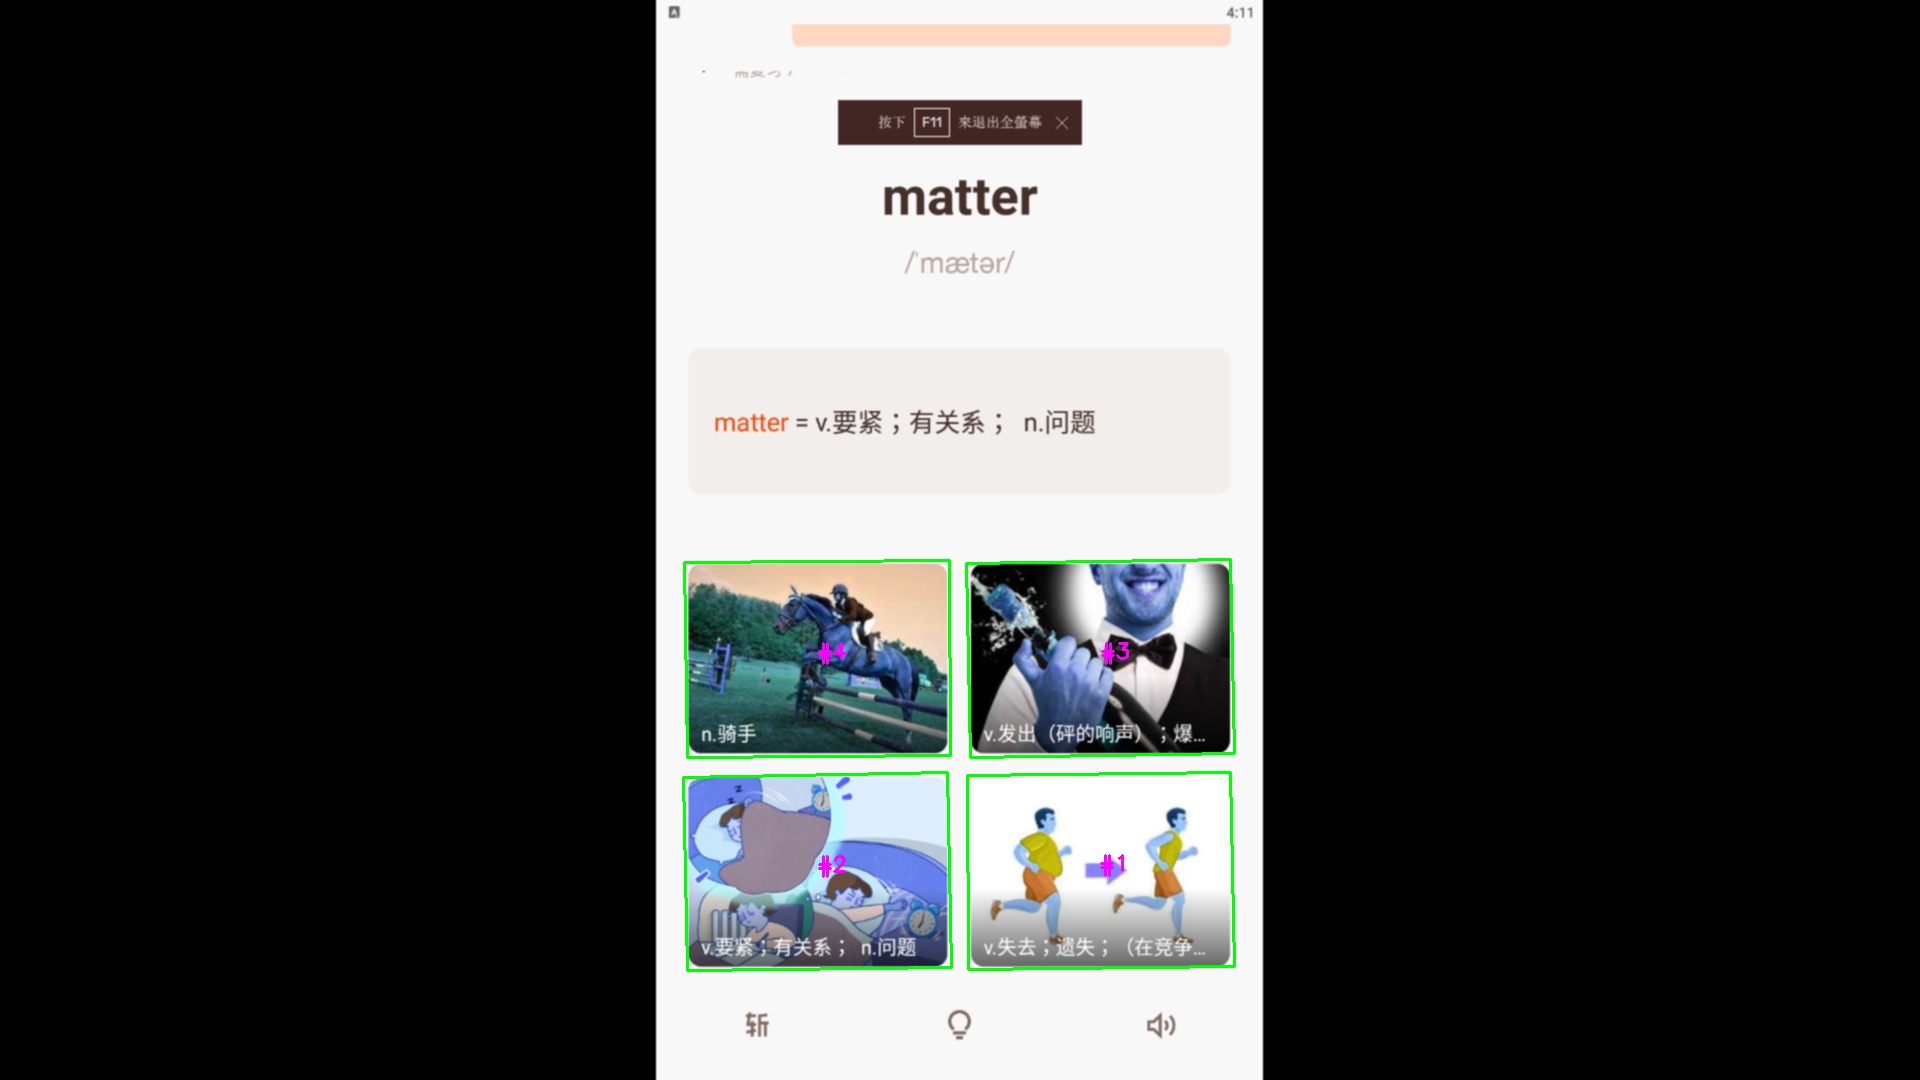 4:11
按下 F11 來退出全螢幕
matter
/ˈmætər/
matter = v.要紧；有关系； n.问题
#4
n.骑手
#3
v.发出（砰的响声）；爆...
#2
v.要紧；有关系； n.问题
#1
v.失去；遗失；（在竞争...
斩